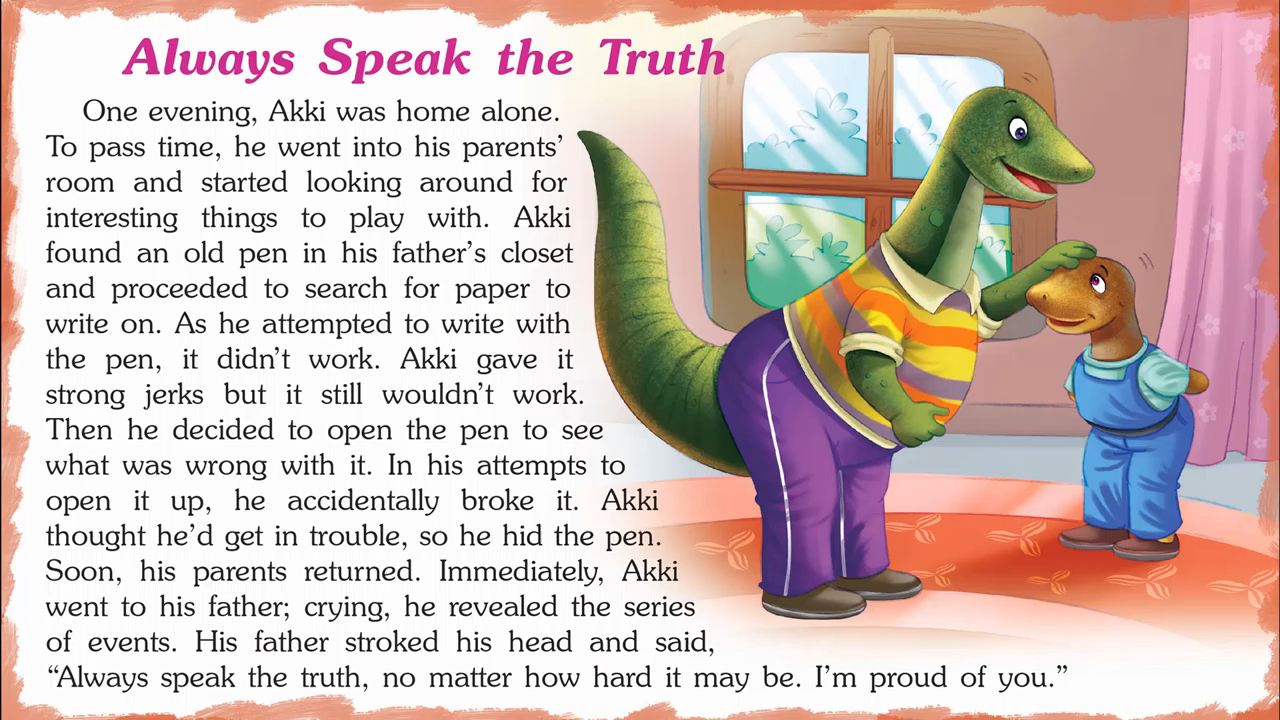 Always Speak the Truth
One evening, Akki was home alone.
To pass time, he went into his parents’
room and started looking around for
interesting things to play with. Akki
found an old pen in his father’s closet
and proceeded to search for paper to
write on. As he attempted to write with
the pen, it didn’t work. Akki gave it
strong jerks but it still wouldn’t work.
Then he decided to open the pen to see
what was wrong with it. In his attempts to
open it up, he accidentally broke it. Akki
thought he’d get in trouble, so he hid the pen.
Soon, his parents returned. Immediately, Akki
went to his father; crying, he revealed the series
of events. His father stroked his head and said,
“Always speak the truth, no matter how hard it may be. I’m proud of you.”